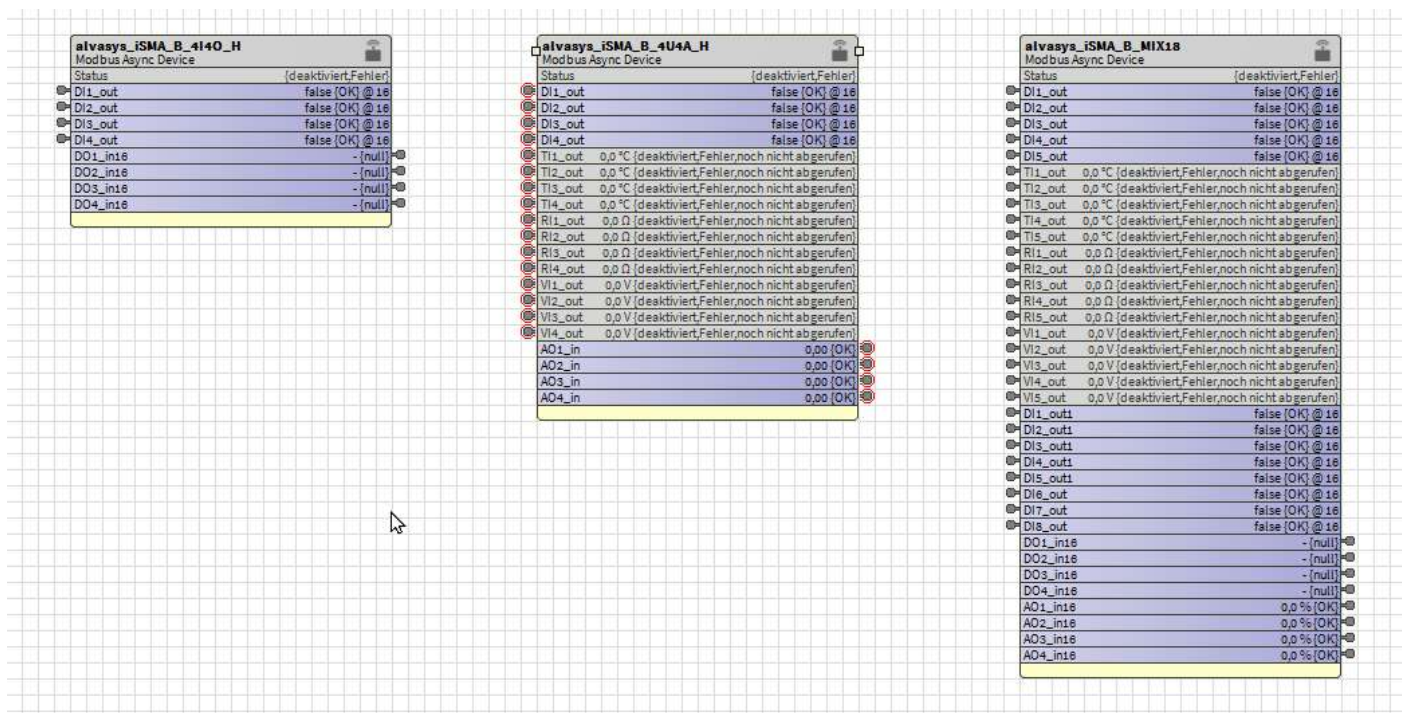 alvasys_iSMA_B_4I4O_H
Modbus Async Device
Status {deaktiviert,Fehler}
DI1_out false {OK} @ 16
DI2_out false {OK} @ 16
DI3_out false {OK} @ 16
DI4_out false {OK} @ 16
DO1_in16 - {null}
DO2_in16 - {null}
DO3_in16 - {null}
DO4_in16 - {null}
alvasys_iSMA_B_4U4A_H
Modbus Async Device
Status {deaktiviert,Fehler}
DI1_out false {OK} @ 16
DI2_out false {OK} @ 16
DI3_out false {OK} @ 16
DI4_out false {OK} @ 16
TI1_out 0,0 °C {deaktiviert,Fehler,noch nicht abgerufen}
TI2_out 0,0 °C {deaktiviert,Fehler,noch nicht abgerufen}
TI3_out 0,0 °C {deaktiviert,Fehler,noch nicht abgerufen}
TI4_out 0,0 °C {deaktiviert,Fehler,noch nicht abgerufen}
RI1_out 0,0 Ω {deaktiviert,Fehler,noch nicht abgerufen}
RI2_out 0,0 Ω {deaktiviert,Fehler,noch nicht abgerufen}
RI3_out 0,0 Ω {deaktiviert,Fehler,noch nicht abgerufen}
RI4_out 0,0 Ω {deaktiviert,Fehler,noch nicht abgerufen}
VI1_out 0,0 V {deaktiviert,Fehler,noch nicht abgerufen}
VI2_out 0,0 V {deaktiviert,Fehler,noch nicht abgerufen}
VI3_out 0,0 V {deaktiviert,Fehler,noch nicht abgerufen}
VI4_out 0,0 V {deaktiviert,Fehler,noch nicht abgerufen}
AO1_in 0,00 {OK}
AO2_in 0,00 {OK}
AO3_in 0,00 {OK}
AO4_in 0,00 {OK}
alvasys_iSMA_B_MIX18
Modbus Async Device
Status {deaktiviert,Fehler}
DI1_out false {OK} @ 16
DI2_out false {OK} @ 16
DI3_out false {OK} @ 16
DI4_out false {OK} @ 16
DI5_out false {OK} @ 16
TI1_out 0,0 °C {deaktiviert,Fehler,noch nicht abgerufen}
TI2_out 0,0 °C {deaktiviert,Fehler,noch nicht abgerufen}
TI3_out 0,0 °C {deaktiviert,Fehler,noch nicht abgerufen}
TI4_out 0,0 °C {deaktiviert,Fehler,noch nicht abgerufen}
TI5_out 0,0 °C {deaktiviert,Fehler,noch nicht abgerufen}
RI1_out 0,0 Ω {deaktiviert,Fehler,noch nicht abgerufen}
RI2_out 0,0 Ω {deaktiviert,Fehler,noch nicht abgerufen}
RI3_out 0,0 Ω {deaktiviert,Fehler,noch nicht abgerufen}
RI4_out 0,0 Ω {deaktiviert,Fehler,noch nicht abgerufen}
RI5_out 0,0 Ω {deaktiviert,Fehler,noch nicht abgerufen}
VI1_out 0,0 V {deaktiviert,Fehler,noch nicht abgerufen}
VI2_out 0,0 V {deaktiviert,Fehler,noch nicht abgerufen}
VI3_out 0,0 V {deaktiviert,Fehler,noch nicht abgerufen}
VI4_out 0,0 V {deaktiviert,Fehler,noch nicht abgerufen}
VI5_out 0,0 V {deaktiviert,Fehler,noch nicht abgerufen}
DI1_out1 false {OK} @ 16
DI2_out1 false {OK} @ 16
DI3_out1 false {OK} @ 16
DI4_out1 false {OK} @ 16
DI5_out1 false {OK} @ 16
DI6_out false {OK} @ 16
DI7_out false {OK} @ 16
DI8_out false {OK} @ 16
DO1_in16 - {null}
DO2_in16 - {null}
DO3_in16 - {null}
DO4_in16 - {null}
AO1_in16 0,0 % {OK}
AO2_in16 0,0 % {OK}
AO3_in16 0,0 % {OK}
AO4_in16 0,0 % {OK}